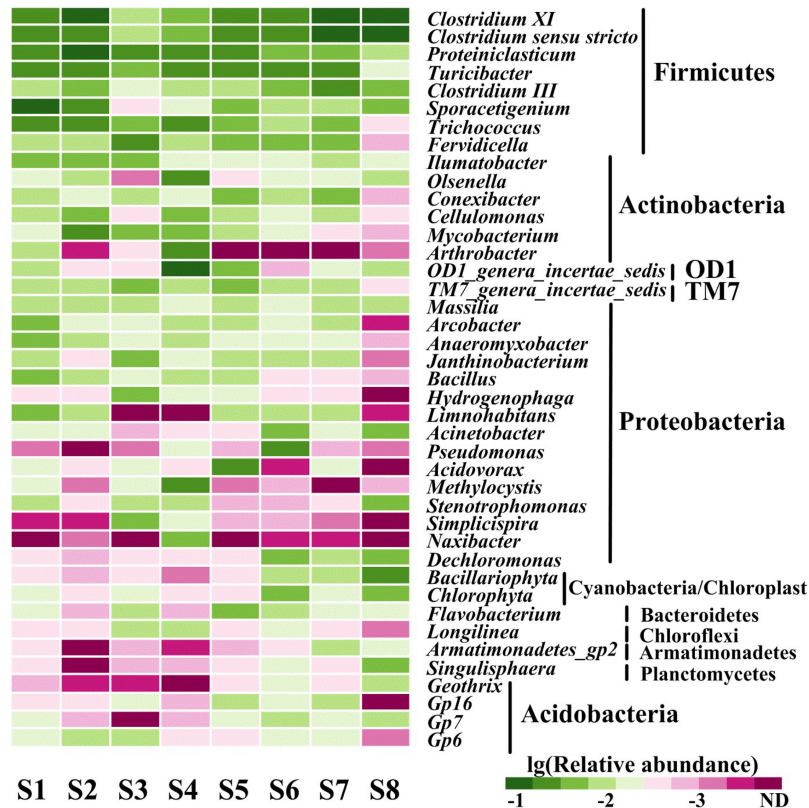 Clostridium XI
Clostridium sensu stricto
Proteiniclasticum
Turicibacter
Clostridium III
Sporacetigenium
Trichococcus
Fervidicella
Firmicutes
Ilumatobacter
Olsenella
Conexibacter
Cellulomonas
Mycobacterium
Arthrobacter
Actinobacteria
OD1_genera_incertae_sedis
OD1
TM7_genera_incertae_sedis
TM7
Massilia
Arcobacter
Anaeromyxobacter
Janthinobacterium
Bacillus
Hydrogenophaga
Limnohabitans
Acinetobacter
Pseudomonas
Acidovorax
Methylocystis
Stenotrophomonas
Simplicispira
Naxibacter
Dechloromonas
Proteobacteria
Bacillariophyta
Chlorophyta
Cyanobacteria/Chloroplast
Flavobacterium
Bacteroidetes
Longilinea
Chloroflexi
Armatimonadetes_gp2
Armatimonadetes
Singulisphaera
Planctomycetes
Geothrix
Gp16
Gp7
Gp6
Acidobacteria
S1 S2 S3 S4 S5 S6 S7 S8
lg(Relative abundance)
-1 -2 -3 ND